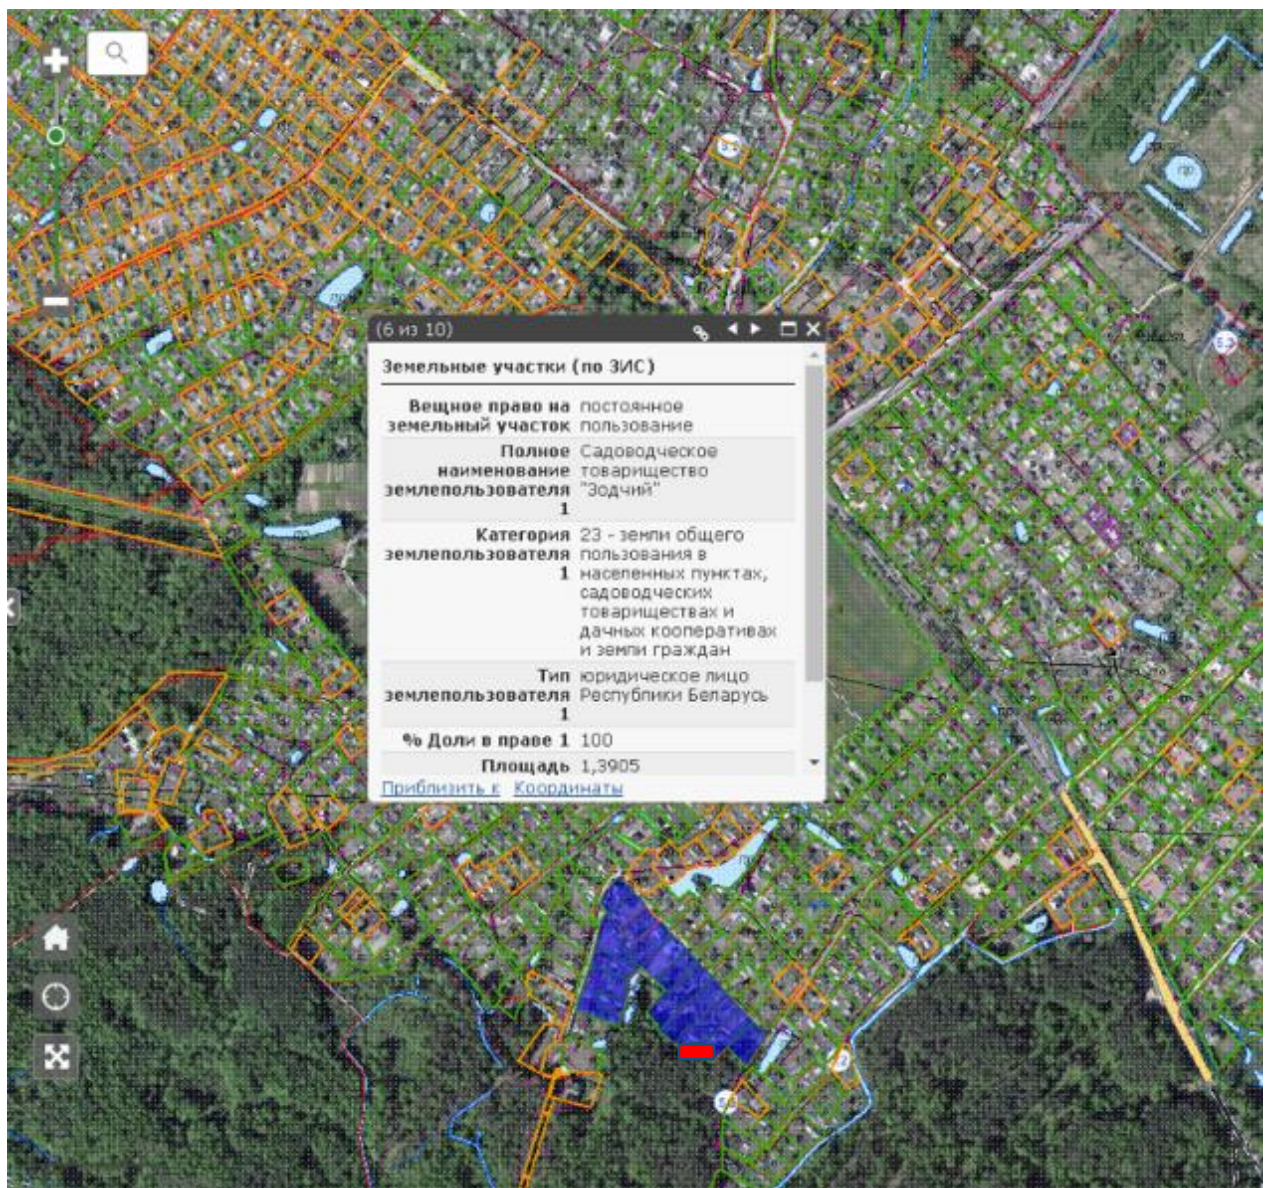 (6 из 10)
Земельные участки (по ЗИС)
Вещное право на постоянное
земельный участок пользование
Полное Садоводческое
наименование товарищество
землепользователя "Зодчий"
1
Категория 23 - земли общего
землепользователя пользования в
1 населенных пунктах,
садоводческих
товариществах и
дачных кооперативах
и земли граждан
Тип юридическое лицо
землепользователя Республики Беларусь
1
% Доли в праве 1 100
Площадь 1,3905
Приблизить к Координаты